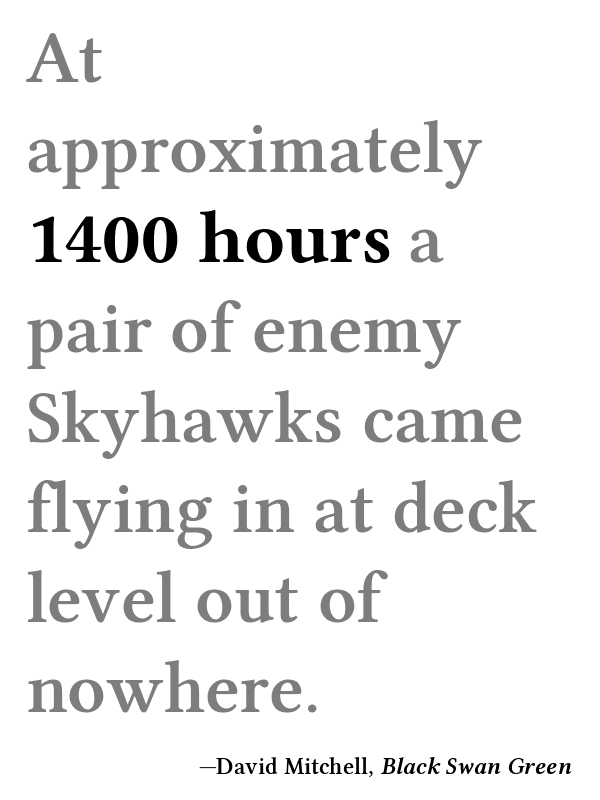 At
approximately
1400 hours a
pair of enemy
Skyhawks came
flying in at deck
level out of
nowhere.
—David Mitchell, Black Swan Green